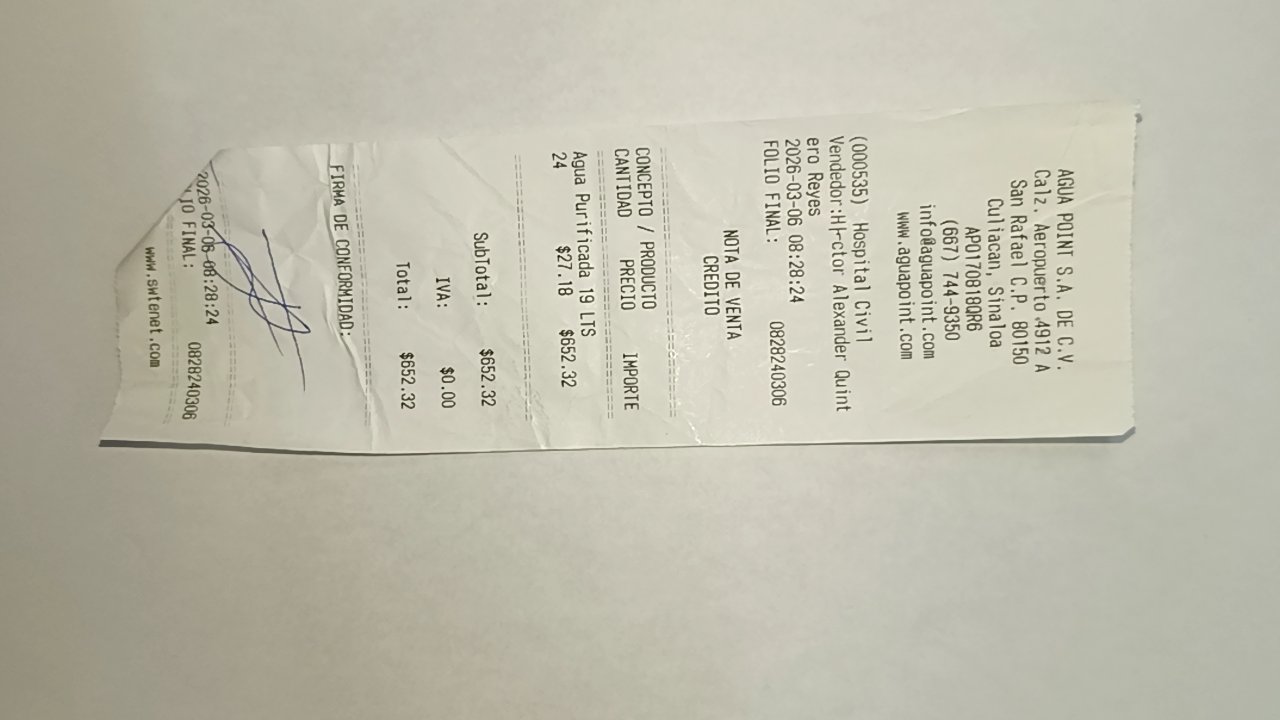 AGUA POINT S.A. DE C.V.
Calz. Aeropuerto 4912 A
San Rafael C.P. 80150
Culiacan, Sinaloa
APO170818QR6
(667) 744-9350
info@aguapoint.com
www.aguapoint.com
(000535) Hospital Civil
Vendedor:H├⌐ctor Alexander Quint
ero Reyes
2026-03-06 08:28:24
FOLIO FINAL: 0828240306
NOTA DE VENTA
CREDITO
CONCEPTO / PRODUCTO
CANTIDAD PRECIO IMPORTE
Agua Purificada 19 LTS
24 $27.18 $652.32
SubTotal: $652.32
IVA: $0.00
Total: $652.32
FIRMA DE CONFORMIDAD:
2026-03-06 08:28:24
IO FINAL: 0828240306
www.swtenet.com